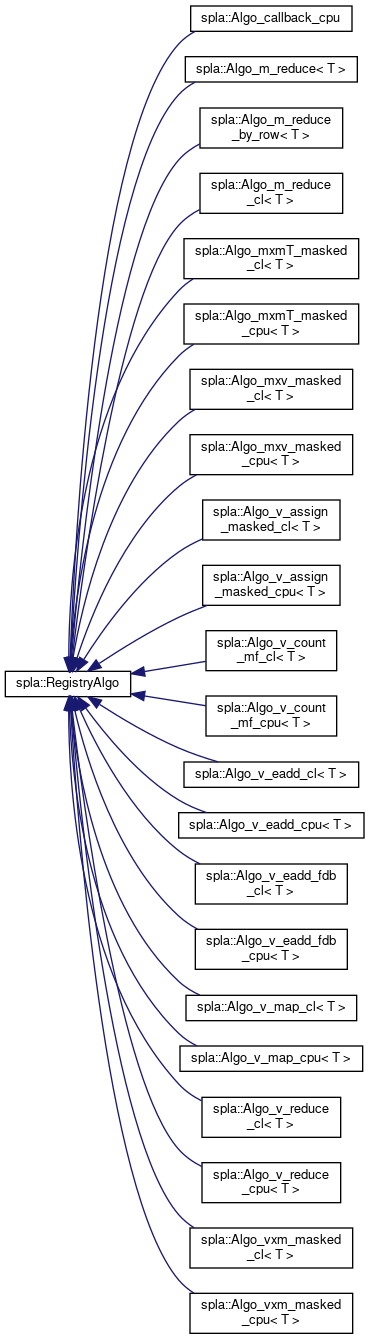 spla::Algo_callback_cpu
spla::Algo_m_reduce< T >
spla::Algo_m_reduce
_by_row< T >
spla::Algo_m_reduce
_cl< T >
spla::Algo_mxmT_masked
_cl< T >
spla::Algo_mxmT_masked
_cpu< T >
spla::Algo_mxv_masked
_cl< T >
spla::Algo_mxv_masked
_cpu< T >
spla::Algo_v_assign
_masked_cl< T >
spla::Algo_v_assign
_masked_cpu< T >
spla::Algo_v_count
_mf_cl< T >
spla::RegistryAlgo
spla::Algo_v_count
_mf_cpu< T >
spla::Algo_v_eadd_cl< T >
spla::Algo_v_eadd_cpu< T >
spla::Algo_v_eadd_fdb
_cl< T >
spla::Algo_v_eadd_fdb
_cpu< T >
spla::Algo_v_map_cl< T >
spla::Algo_v_map_cpu< T >
spla::Algo_v_reduce
_cl< T >
spla::Algo_v_reduce
_cpu< T >
spla::Algo_vxm_masked
_cl< T >
spla::Algo_vxm_masked
_cpu< T >